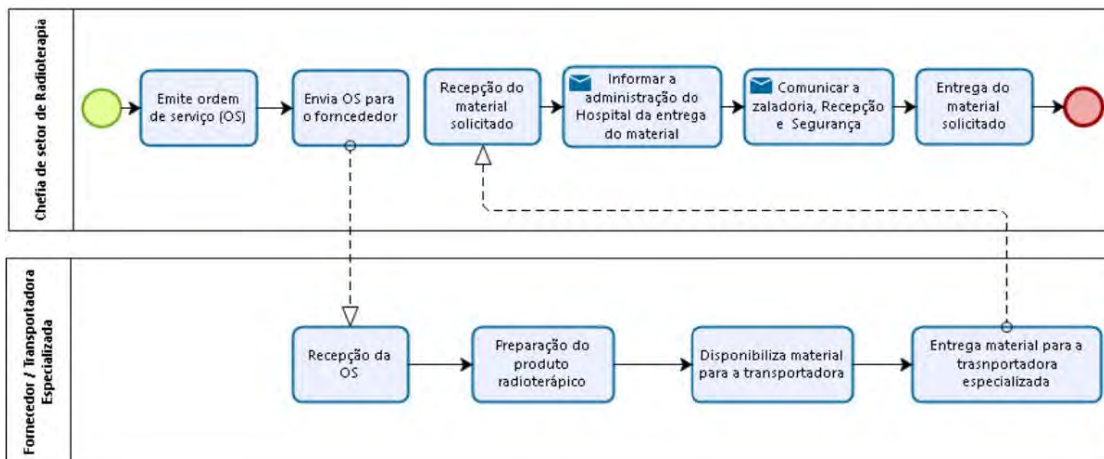 Chefia de setor de Radioterapia
Emite ordem
de serviço (OS)
Envia OS para
o forncededor
Recepção do
material
solicitado
Informar a
administração do
Hospital da entrega
do material
Comunicar a
zaladoria, Recepção
e Segurança
Entrega do
material
solicitado
Fornecedor / Transportadora
Especializada
Recepção da
OS
Preparação do
produto
radioterápico
Disponibiliza material
para a transportadora
Entrega material para a
trasnportadora
especializada